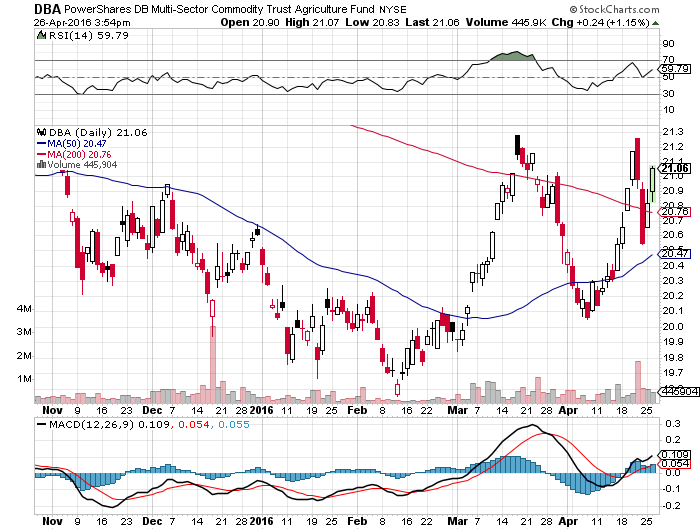 DBA PowerShares DB Multi-Sector Commodity Trust Agriculture Fund NYSE © StockCharts.com
26-Apr-2016 3:54pm Open 20.90 High 21.07 Low 20.83 Last 21.06 Volume 445.9K Chg +0.24 (+1.15%)
RSI(14) 59.79
90
70
59.79
50
30
10
DBA (Daily) 21.06
MA(50) 20.47
MA(200) 20.76
Volume 445,904
21.3
21.2
21.1
21.06
21.0
20.9
20.8
20.76
20.6
20.5
20.47
20.3
20.2
20.1
20.0
19.9
19.8
19.7
4M
3M
2M
1M
445904
Nov 9 16 23 Dec 7 14 21 28 2016 11 19 25 Feb 8 16 22 Mar 7 14 21 28 Apr 11 18 25
MACD(12,26,9) 0.109, 0.054, 0.055
0.3
0.2
0.109
0.054
0.0
-0.1
-0.2
Nov 9 16 23 Dec 7 14 21 28 2016 11 19 25 Feb 8 16 22 Mar 7 14 21 28 Apr 11 18 25